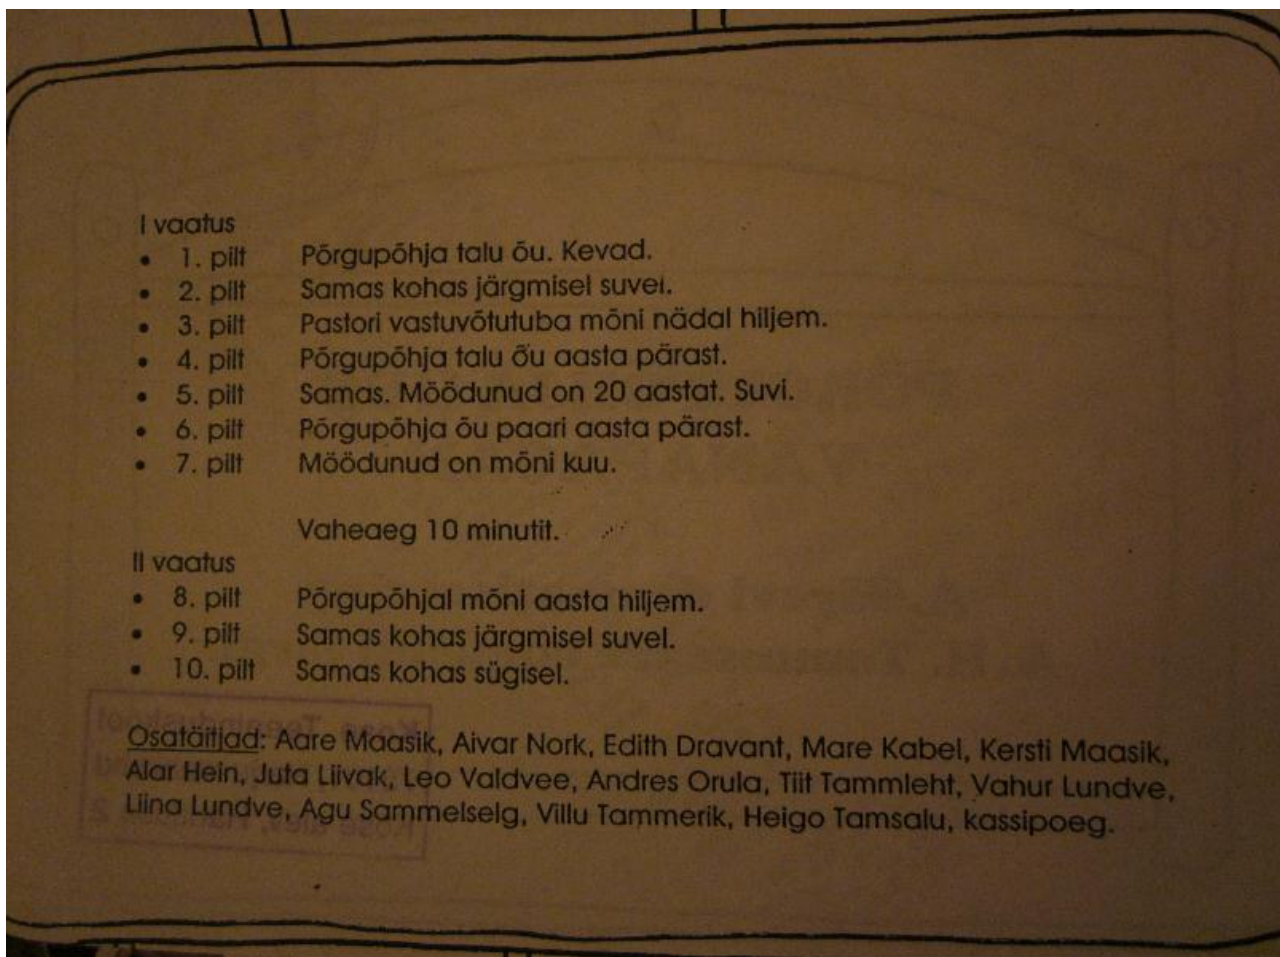 I vaatus
• 1. pilt Põrgupõhja talu õu. Kevad.
• 2. pilt Samas kohas järgmisel suvel.
• 3. pilt Pastori vastuvõtutuba mõni nädal hiljem.
• 4. pilt Põrgupõhja talu õu aasta pärast.
• 5. pilt Samas. Möödunud on 20 aastat. Suvi.
• 6. pilt Põrgupõhja õu paari aasta pärast.
• 7. pilt Möödunud on mõni kuu.
Vaheaeg 10 minutit.
II vaatus
• 8. pilt Põrgupõhjal mõni aasta hiljem.
• 9. pilt Samas kohas järgmisel suvel.
• 10. pilt Samas kohas sügisel.
Osatäitjad: Aare Maasik, Aivar Nork, Edith Dravant, Mare Kabel, Kersti Maasik,
Alar Hein, Juta Liivak, Leo Valdvee, Andres Orula, Tiit Tammleht, Vahur Lundve,
Liina Lundve, Agu Sammelselg, Villu Tammerik, Heigo Tamsalu, kassipoeg.